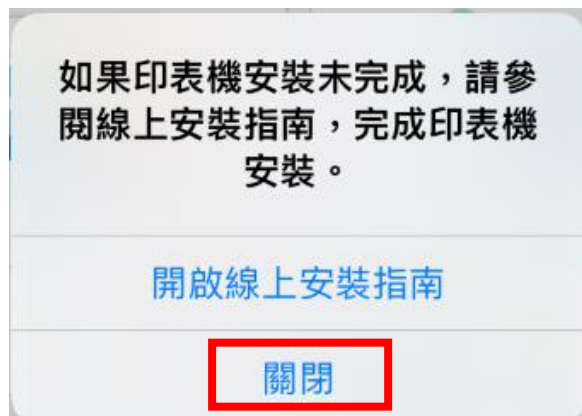 如果印表機安裝未完成，請參
閱線上安裝指南，完成印表機
安裝。
開啟線上安裝指南
關閉